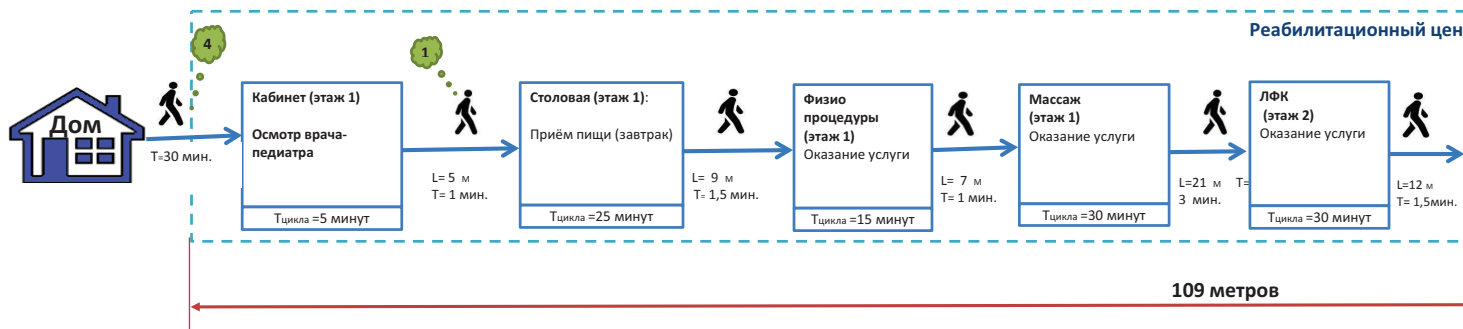 Реабилитационный цен
4
1
Дом
T=30 мин.
Кабинет (этаж 1)
Осмотр врача-
педиатра
Tцикла =5 минут
L= 5 м
T= 1 мин.
Столовая (этаж 1):
Приём пищи (завтрак)
Tцикла =25 минут
L= 9 м
T= 1,5 мин.
Физио
процедуры
(этаж 1)
Оказание услуги
Tцикла =15 минут
L= 7 м
T= 1 мин.
Массаж
(этаж 1)
Оказание услуги
Tцикла =30 минут
L=21 м T=
3 мин.
ЛФК
(этаж 2)
Оказание услуги
Tцикла =30 минут
L=12 м
T= 1,5мин.
109 метров